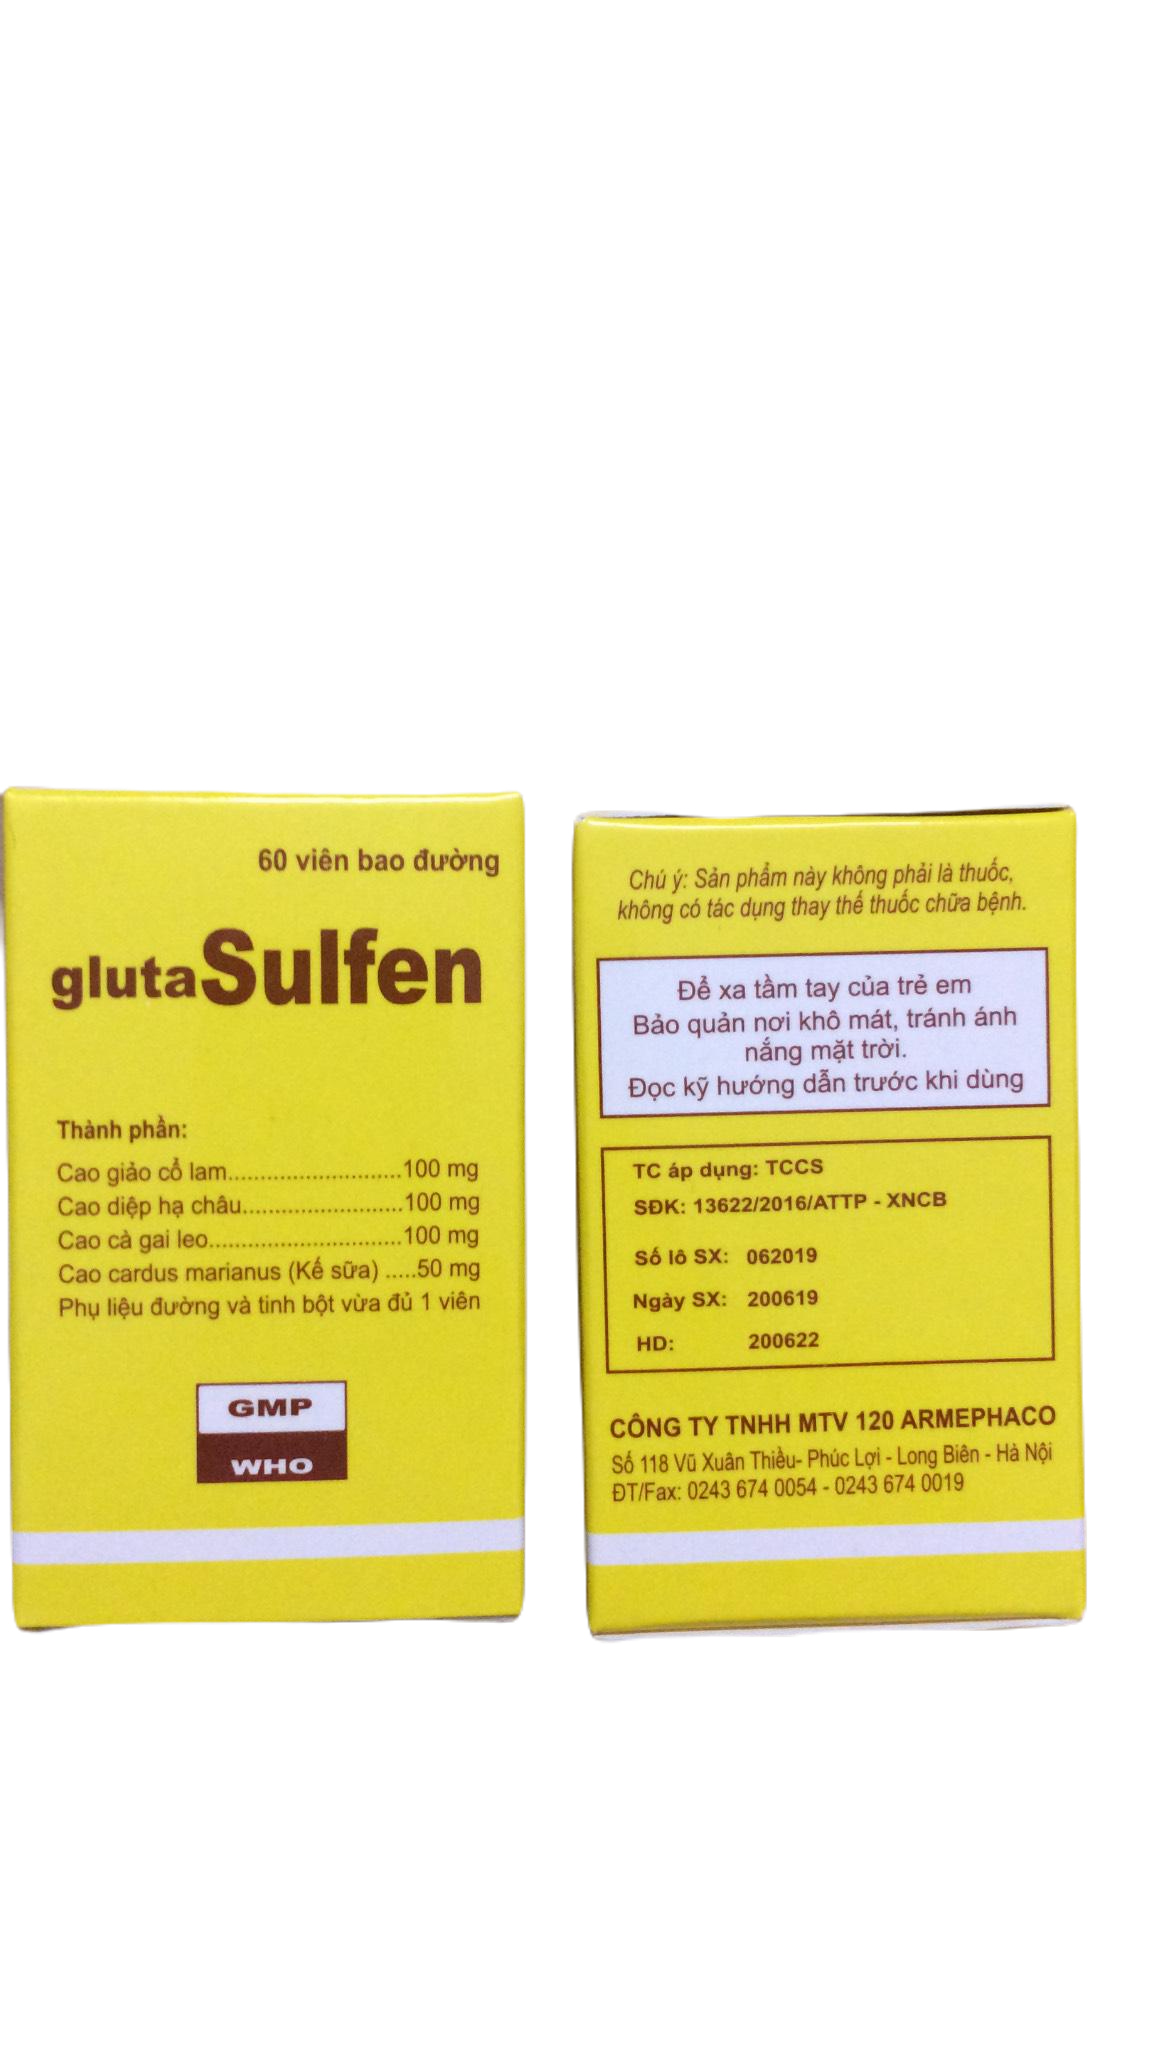 60 viên bao đường
glutaSulfen
Thành phần:
Cao giảo cổ lam...........................100 mg
Cao diệp hạ châu.........................100 mg
Cao cà gai leo..............................100 mg
Cao cardus marianus (Kế sữa) .....50 mg
Phụ liệu đường và tinh bột vừa đủ 1 viên
GMP
WHO
Chú ý: Sản phẩm này không phải là thuốc,
không có tác dụng thay thế thuốc chữa bệnh.
Để xa tầm tay của trẻ em
Bảo quản nơi khô mát, tránh ánh
nắng mặt trời.
Đọc kỹ hướng dẫn trước khi dùng
TC áp dụng: TCCS
SĐK: 13622/2016/ATTP - XNCB
Số lô SX: 062019
Ngày SX: 200619
HD: 200622
CÔNG TY TNHH MTV 120 ARMEPHACO
Số 118 Vũ Xuân Thiều- Phúc Lợi - Long Biên - Hà Nội
ĐT/Fax: 0243 674 0054 - 0243 674 0019